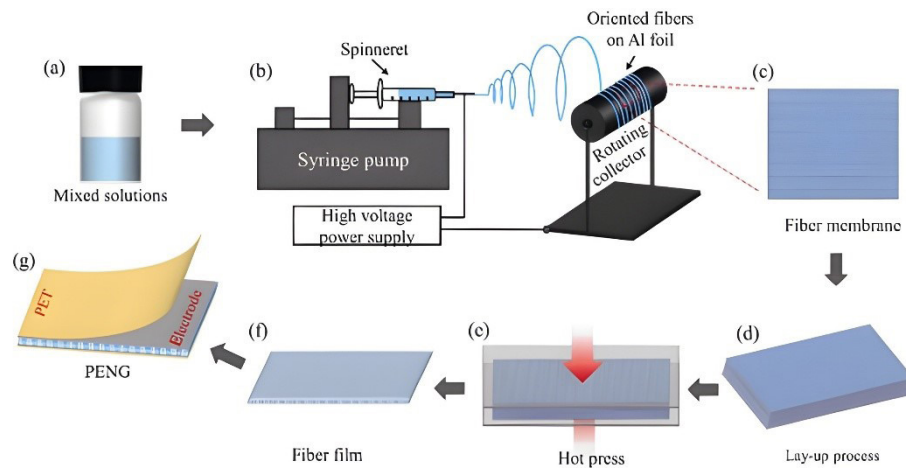 (a)
Mixed solutions
(b)
Spinneret
Syringe pump
High voltage
power supply
Oriented fibers
on Al foil
Rotating
collector
(c)
Fiber membrane
(d)
Lay-up process
(e)
Hot press
(f)
Fiber film
(g)
PET
Electrode
PENG